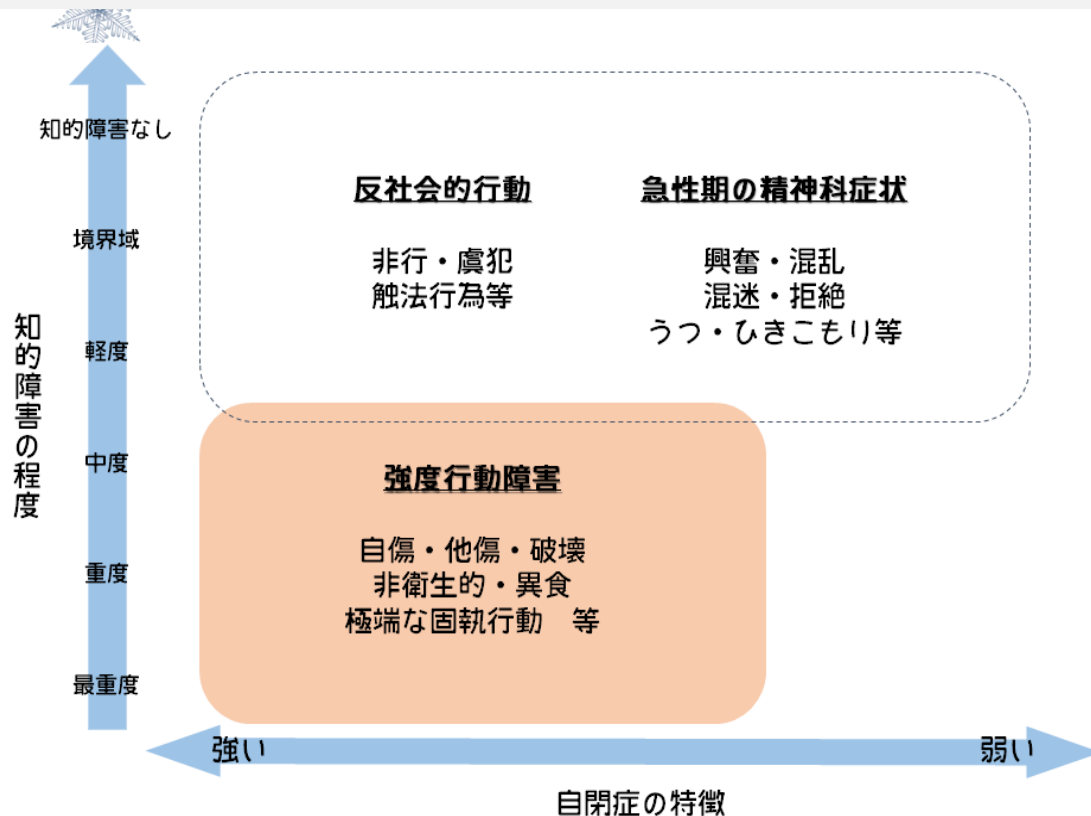 知的障害なし
境界域
軽度
中度
重度
最重度
知的障害の程度
反社会的行動
非行・虞犯
触法行為等
急性期の精神科症状
興奮・混乱
混迷・拒絶
うつ・ひきこもり等
強度行動障害
自傷・他傷・破壊
非衛生的・異食
極端な固執行動　等
強い
弱い
自閉症の特徴